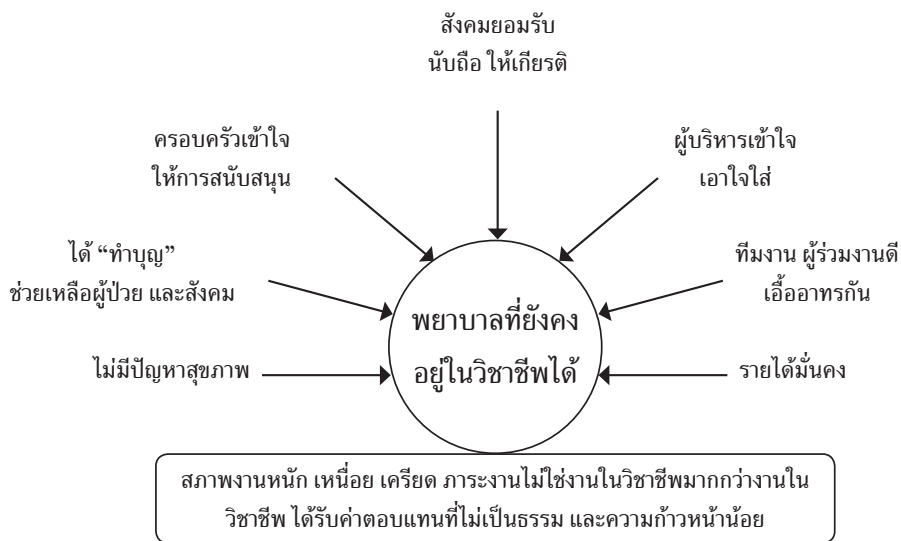 สังคมยอมรับ
นับถือ ให้เกียรติ
ครอบครัวเข้าใจ
ให้การสนับสนุน
ผู้บริหารเข้าใจ
เอาใจใส่
ได้ “ทำบุญ”
ช่วยเหลือผู้ป่วย และสังคม
ทีมงาน ผู้ร่วมงานดี
เอื้ออาทรกัน
พยาบาลที่ยังคง
อยู่ในวิชาชีพได้
ไม่มีปัญหาสุขภาพ
รายได้มั่นคง
สภาพงานหนัก เหนื่อย เครียด ภาระงานไม่ใช่งานในวิชาชีพมากกว่างานใน
วิชาชีพ ได้รับค่าตอบแทนที่ไม่เป็นธรรม และความก้าวหน้าน้อย